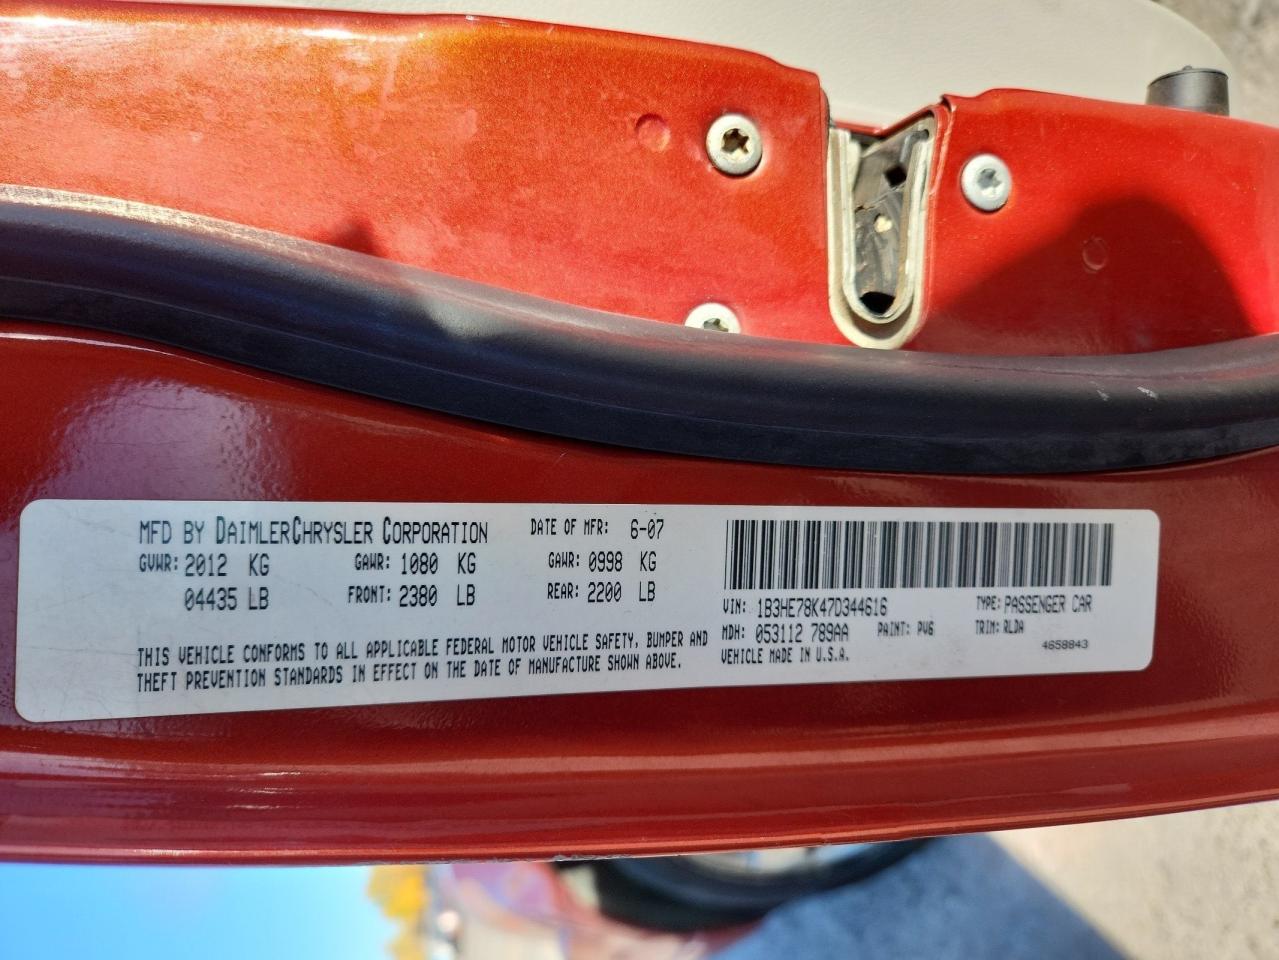 MFD BY DAIMLERCHRYSLER CORPORATION DATE OF MFR: 6-07
GVWR: 2012 KG GAWR: 1080 KG GAWR: 0998 KG
04435 LB FRONT: 2380 LB REAR: 2200 LB
THIS VEHICLE CONFORMS TO ALL APPLICABLE FEDERAL MOTOR VEHICLE SAFETY, BUMPER AND
THEFT PREVENTION STANDARDS IN EFFECT ON THE DATE OF MANUFACTURE SHOWN ABOVE.
VIN: 1B3HE78K47D344616 TYPE: PASSENGER CAR
MDH: 053112 789AA PAINT: PV6 TRIM: RLDA
VEHICLE MADE IN U.S.A. 4658843